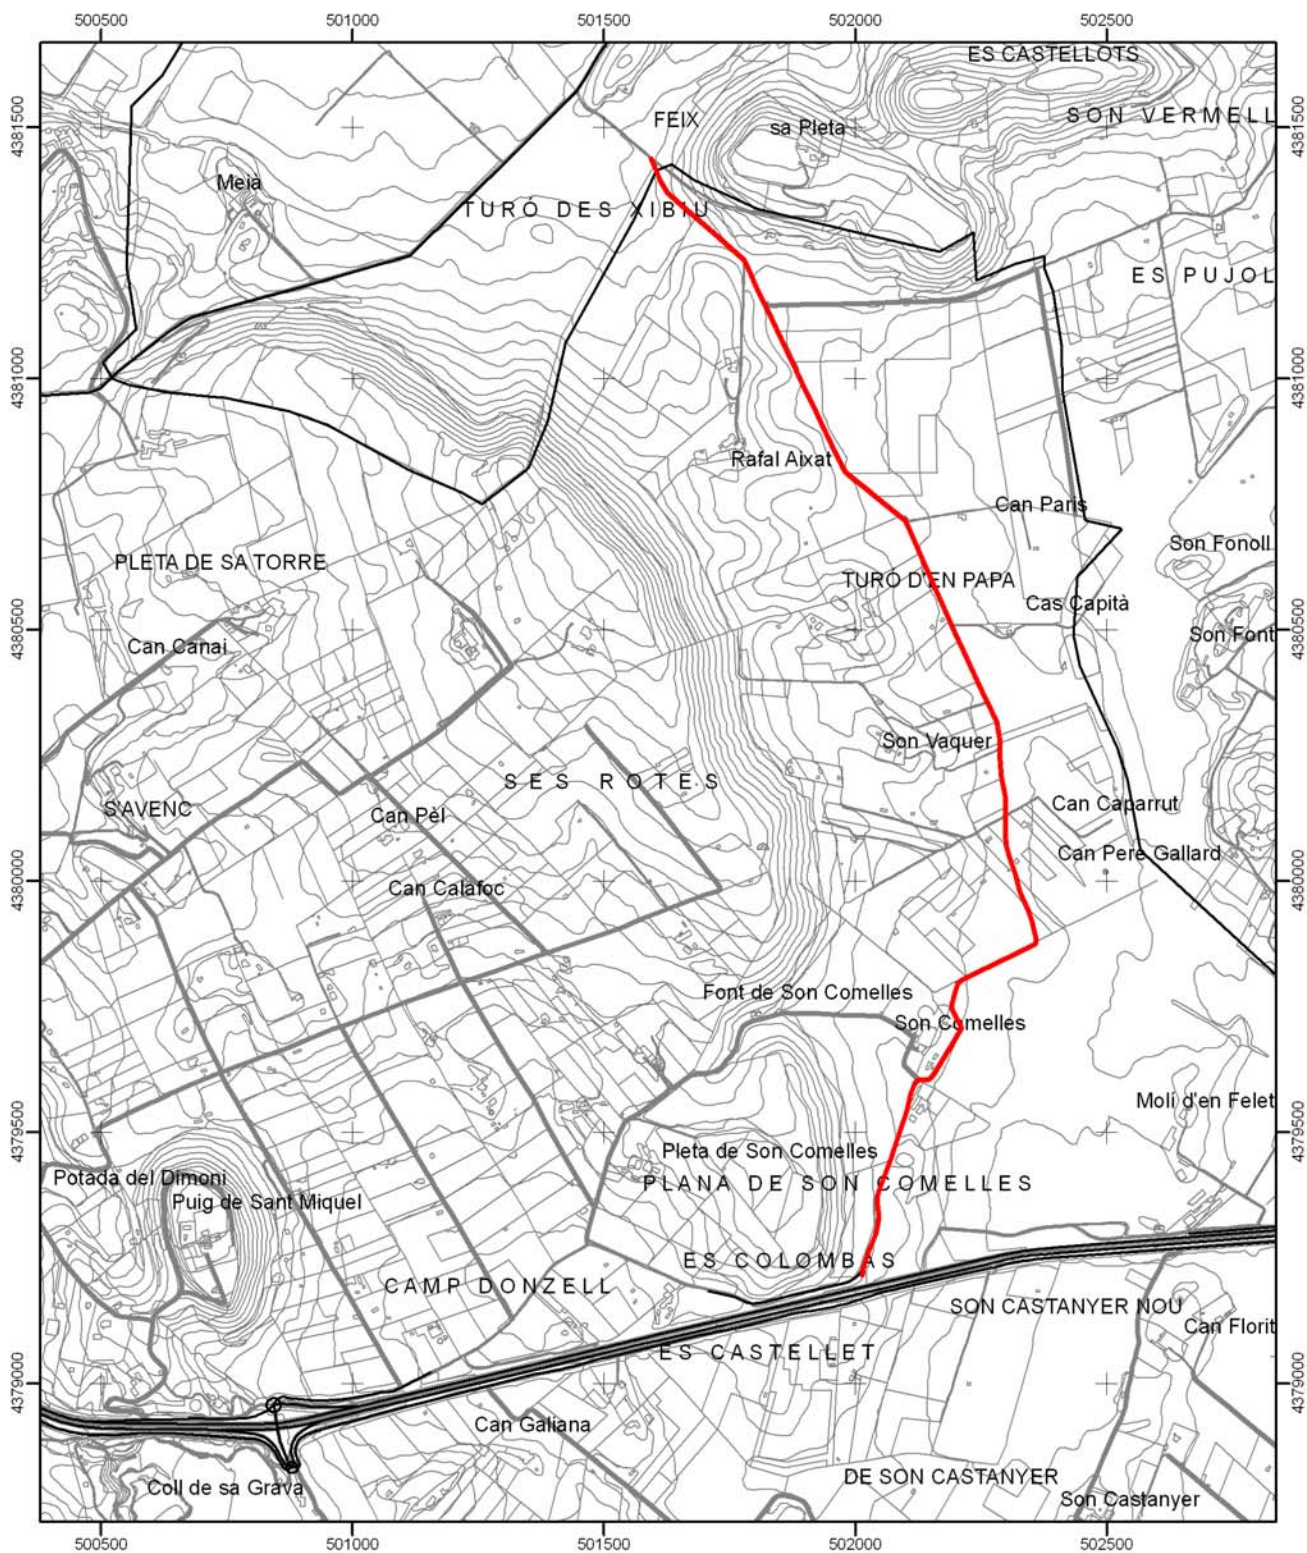 500500 501000 501500 502000 502500
ES CASTELLOTS
4381500 4381500
FEIX
sa Pleta
SON VERMELL
Meià
TURÓ DES XIBIU
ES PUJOL
4381000 4381000
Rafal Aixat
Can Paris
Son Fonoll
PLETA DE SA TORRE
TURÓ D'EN PAPA
Cas Capità
4380500 4380500
Can Canai
Son Font
Son Vaquer
SES ROTES
S'AVENC
Can Pèl
Can Caparrut
Can Pere Gallard
4380000 4380000
Can Calafoc
Font de Son Comelles
Son Comelles
4379500 4379500
Molí d'en Felet
Pleta de Son Comelles
Potada del Dimoni
PLANA DE SON COMELLES
Puig de Sant Miquel
ES COLOMBAS
CAMP DONZELL
SON CASTANYER NOU
Can Florit
ES CASTELLET
4379000 4379000
Can Galiana
DE SON CASTANYER
Coll de sa Grava
Son Castanyer
500500 501000 501500 502000 502500